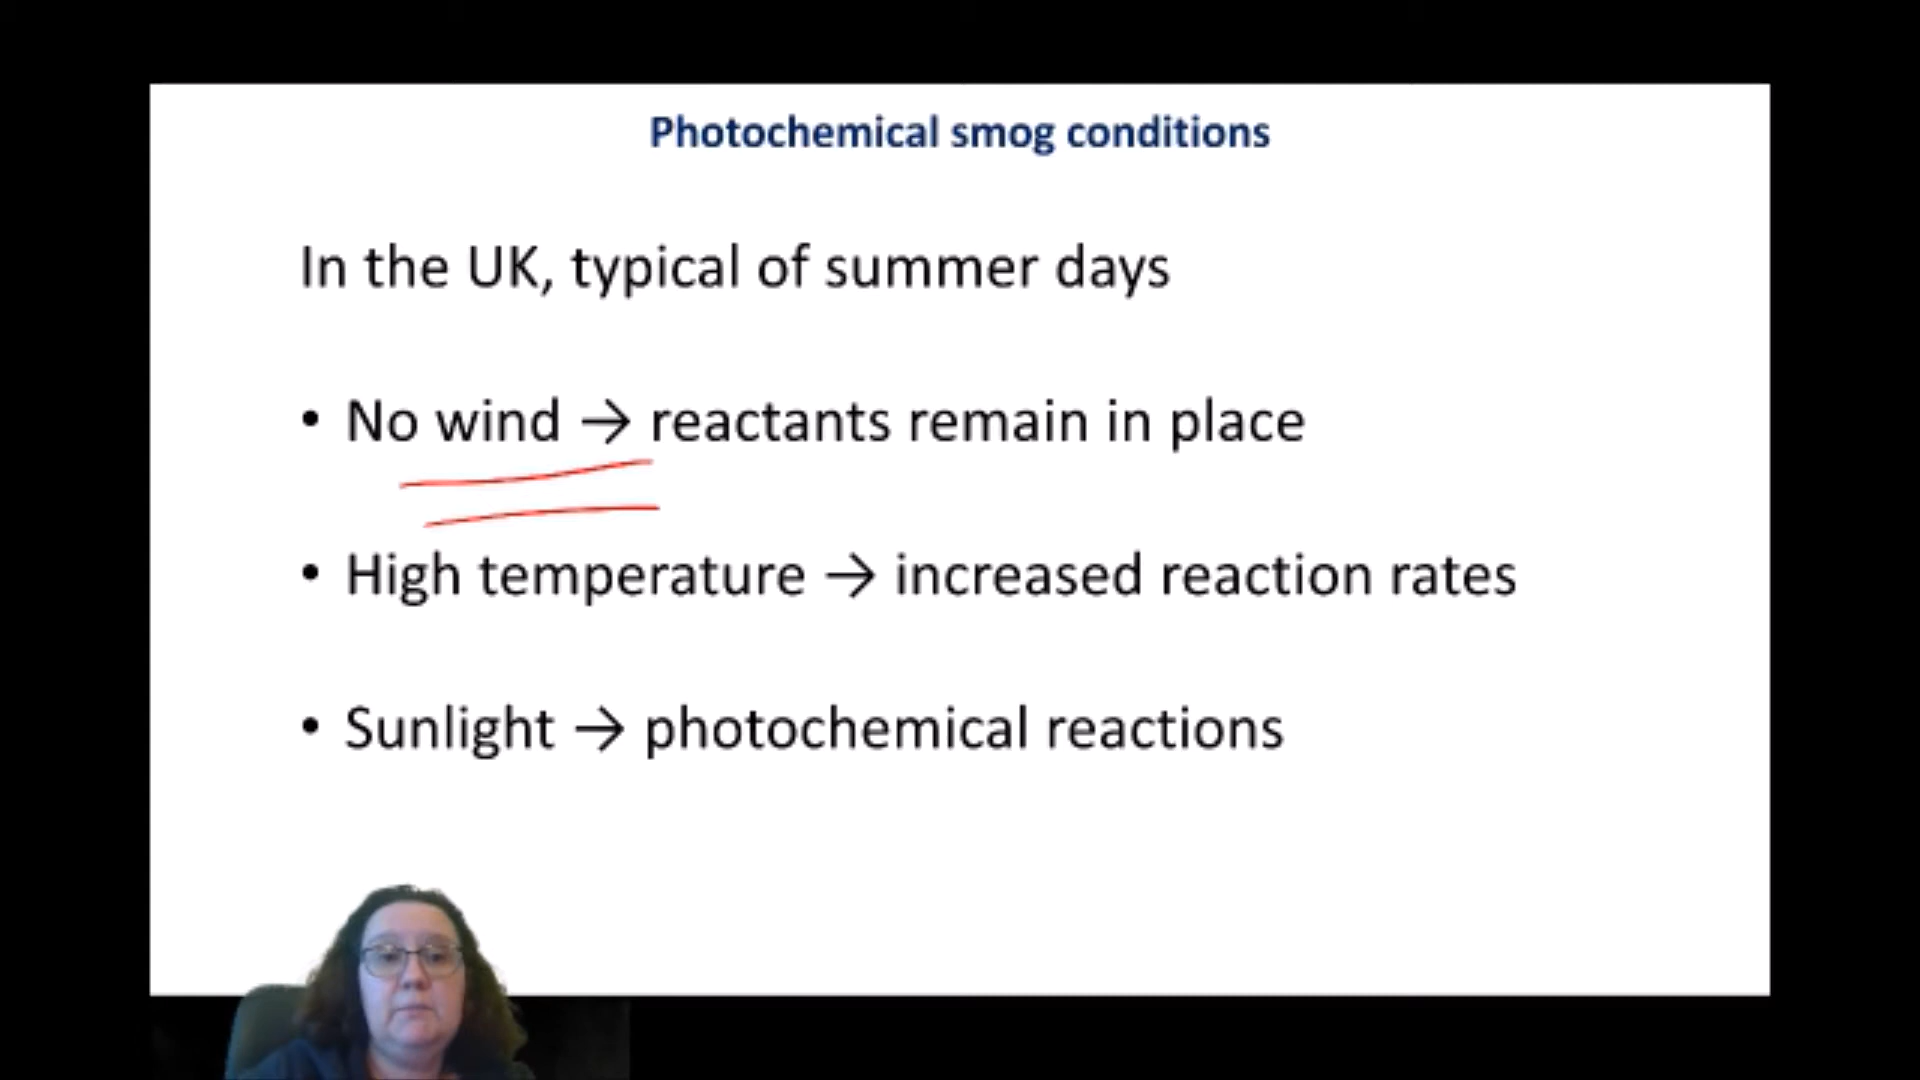 Photochemical smog conditions
In the UK, typical of summer days
• No wind → reactants remain in place
• High temperature → increased reaction rates
• Sunlight → photochemical reactions